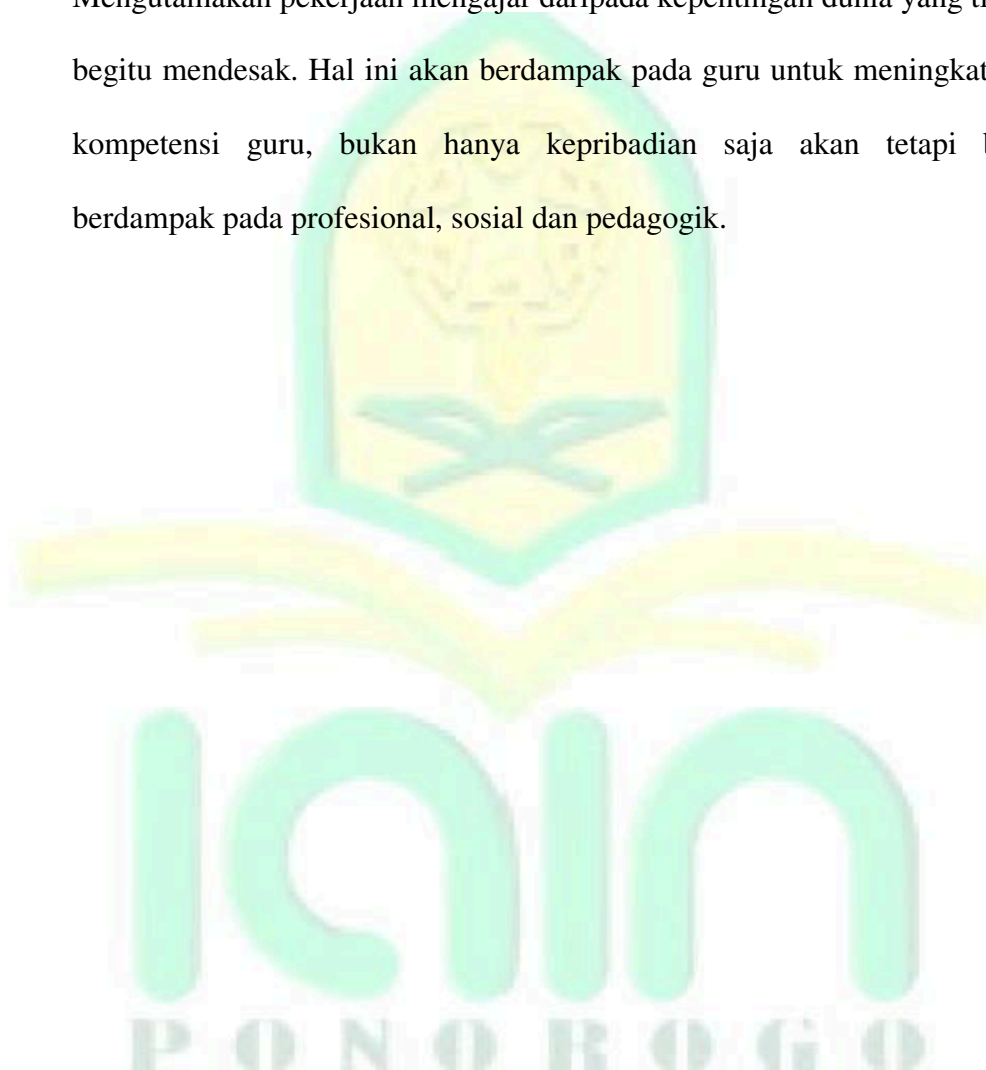 Mengutamakan pekerjaan mengajar daripada kepentingan dunia yang
begitu mendesak. Hal ini akan berdampak pada guru untuk meningkat
kompetensi guru, bukan hanya kepribadian saja akan tetapi
berdampak pada profesional, sosial dan pedagogik.
iain
PONOROGO